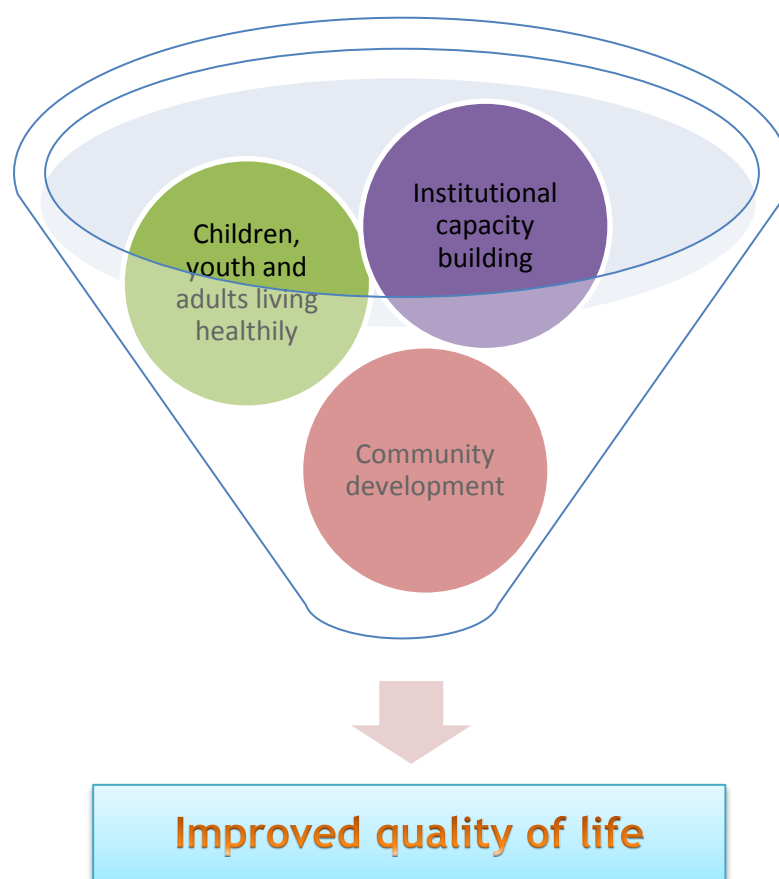 Institutional
capacity
building
Children,
youth and
adults living
healthily
Community
development
Improved quality of life